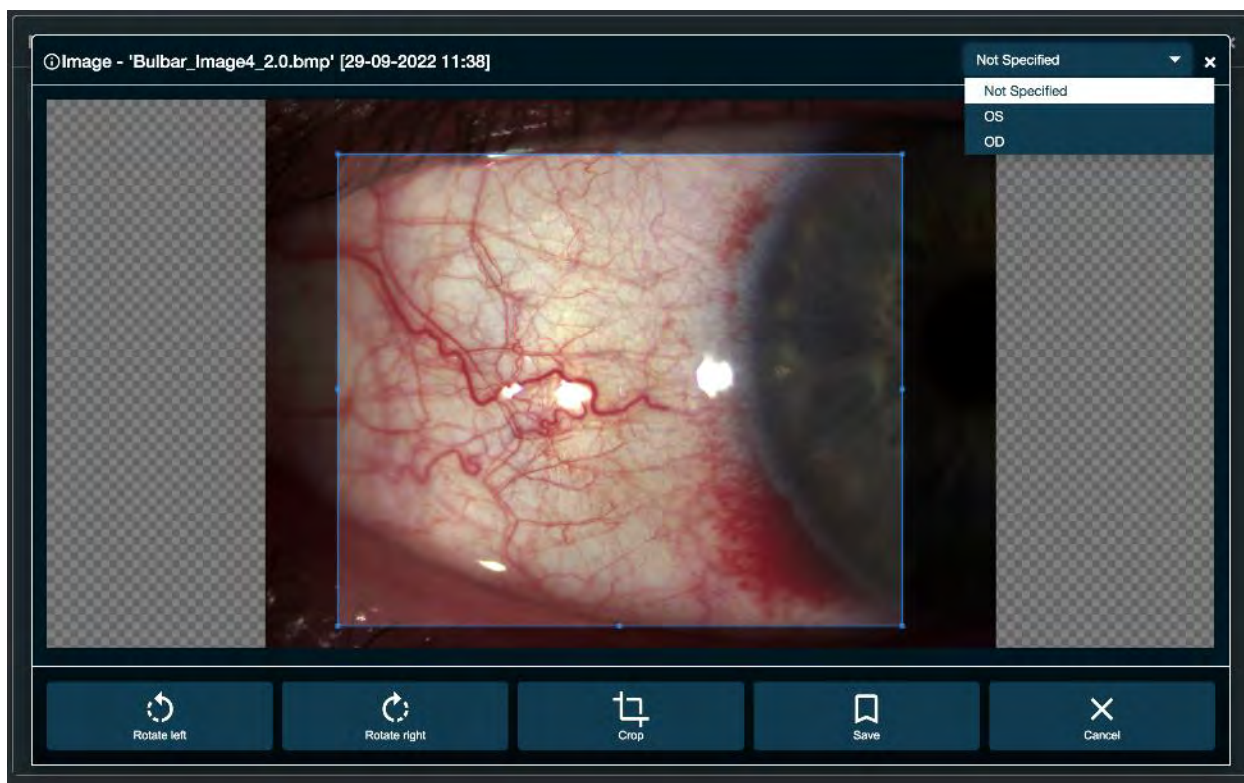 Image - 'Bulbar_Image4_2.0.bmp' [29-09-2022 11:38]
Not Specified
Not Specified
OS
OD
Rotate left
Rotate right
Crop
Save
Cancel